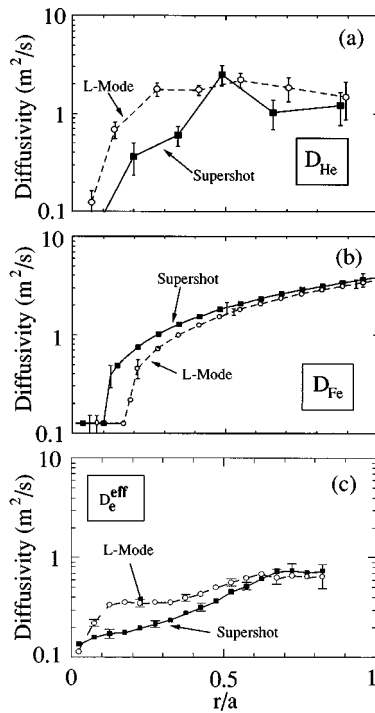 (a)
10
Diffusivity (m²/s)
L-Mode
1
Supershot
D_He
0.1
(b)
10
Diffusivity (m²/s)
Supershot
1
L-Mode
D_Fe
0.1
(c)
10
D_e^eff
Diffusivity (m²/s)
L-Mode
1
Supershot
0.1
0 0.5 1
r/a